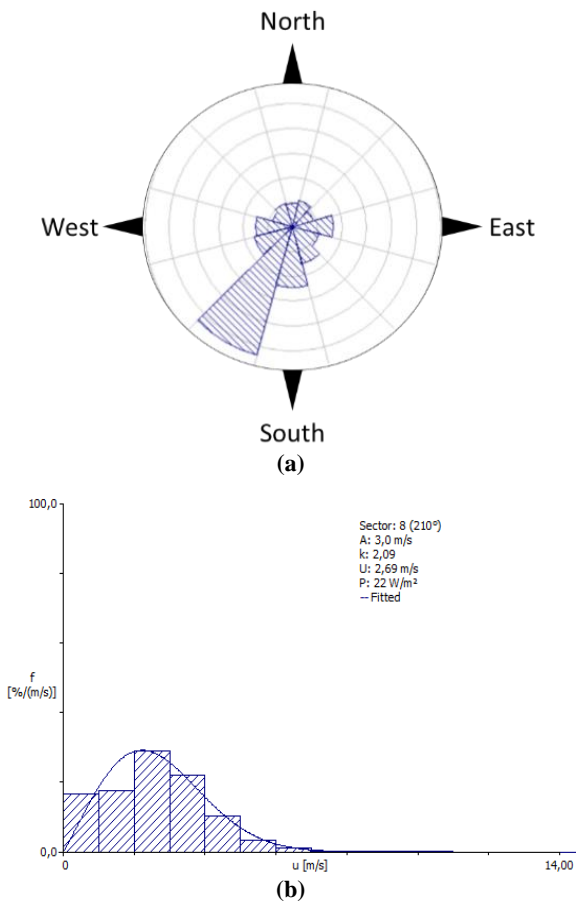 North
West
East
South
(a)
100,0
Sector: 8 (210°)
A: 3,0 m/s
k: 2,09
U: 2,69 m/s
P: 22 W/m²
-- Fitted
f
[%/(m/s)]
0,0
0
u [m/s]
14,00
(b)